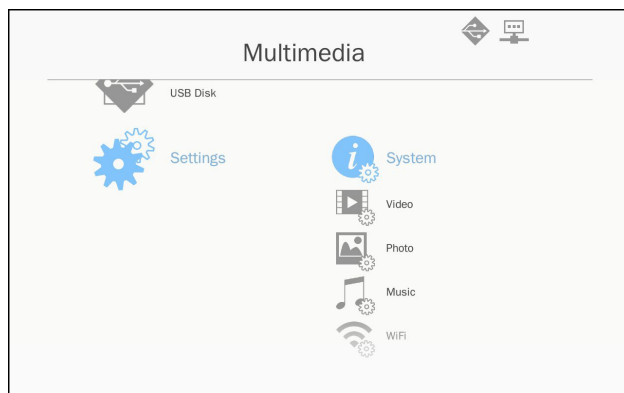 Multimedia
USB Disk
Settings
System
Video
Photo
Music
WiFi